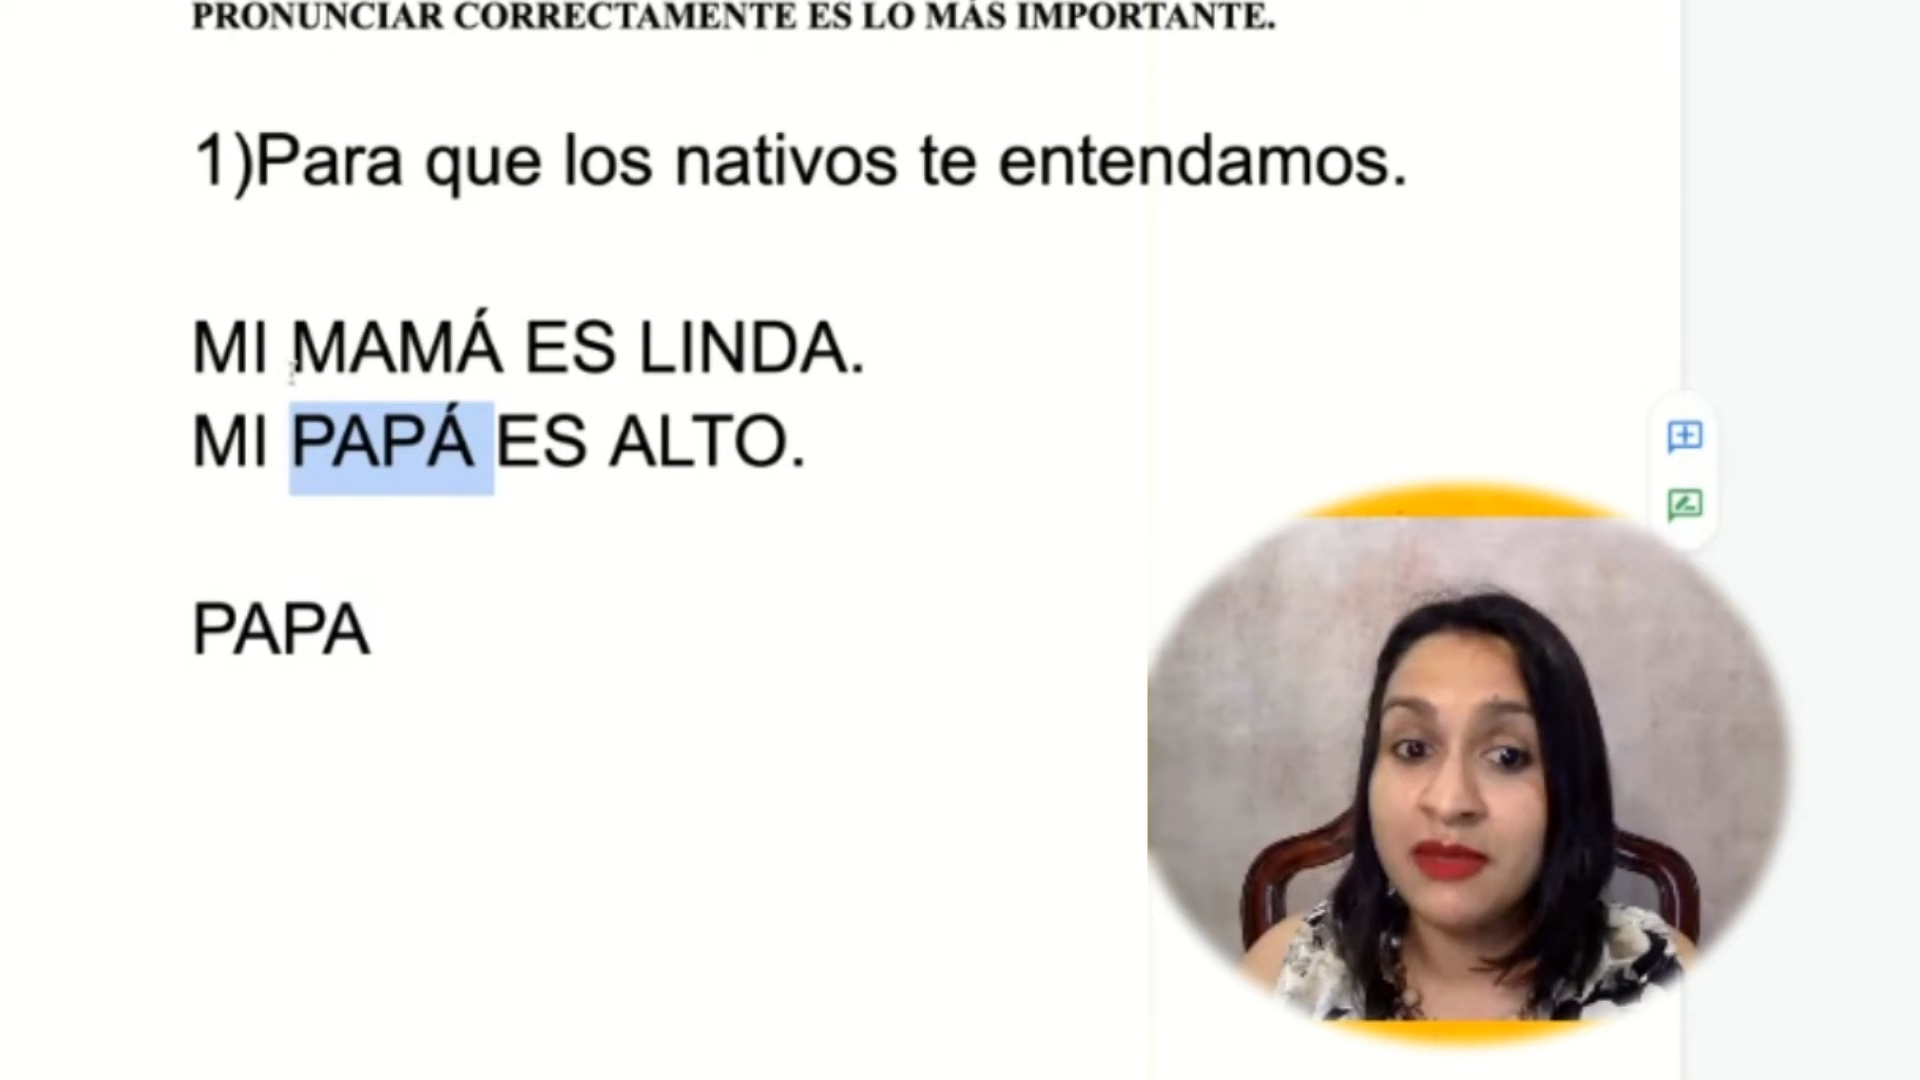 PRONUNCIAR CORRECTAMENTE ES LO MÁS IMPORTANTE.
1)Para que los nativos te entendamos.
MI MAMÁ ES LINDA.
MI PAPÁ ES ALTO.
PAPA